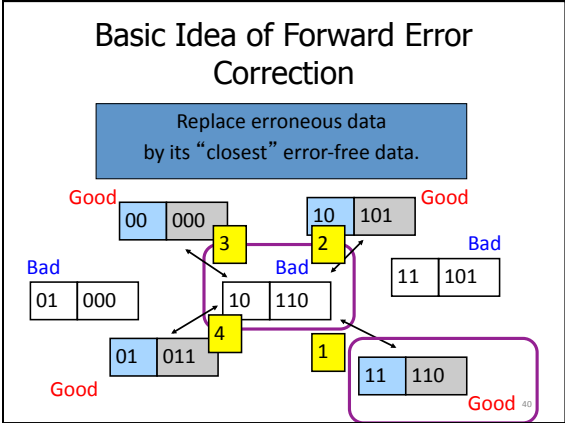 Basic Idea of Forward Error
Correction
Replace erroneous data
by its “closest” error-free data.
Good
00 000
10 101
Good
3
2
Bad
Bad
Bad
01 000
10 110
11 101
4
1
01 011
11 110
Good
Good
40